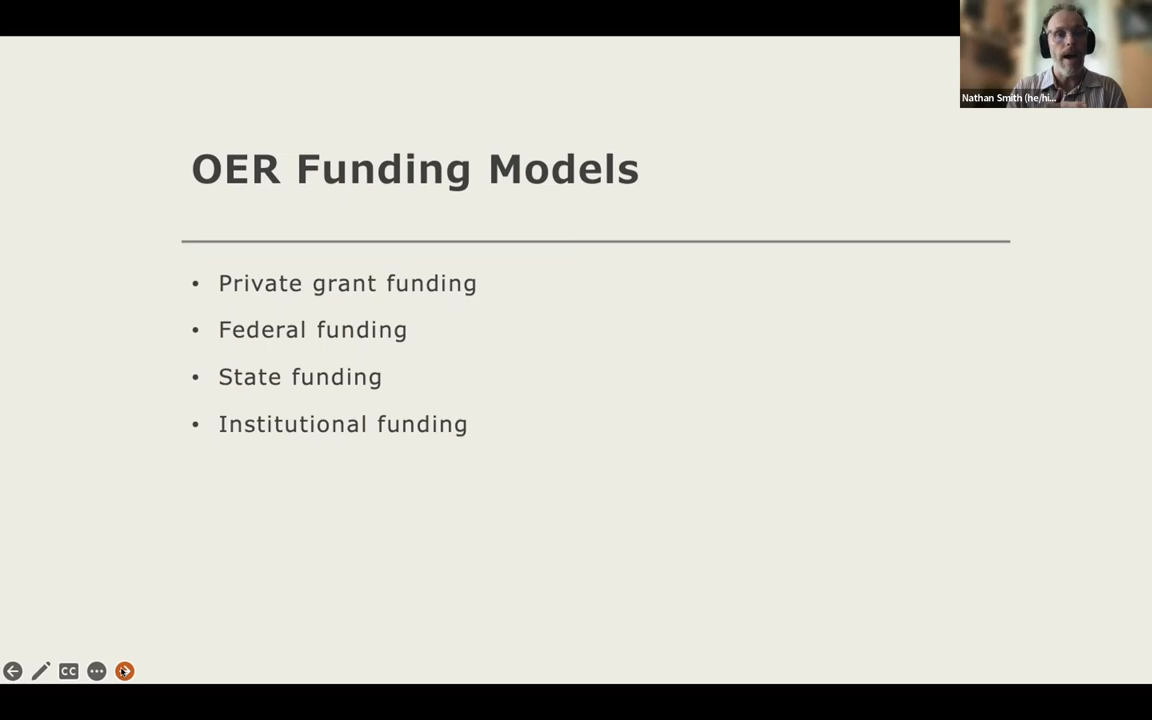 Nathan Smith (he/hi...
OER Funding Models
• Private grant funding
• Federal funding
• State funding
• Institutional funding
CC